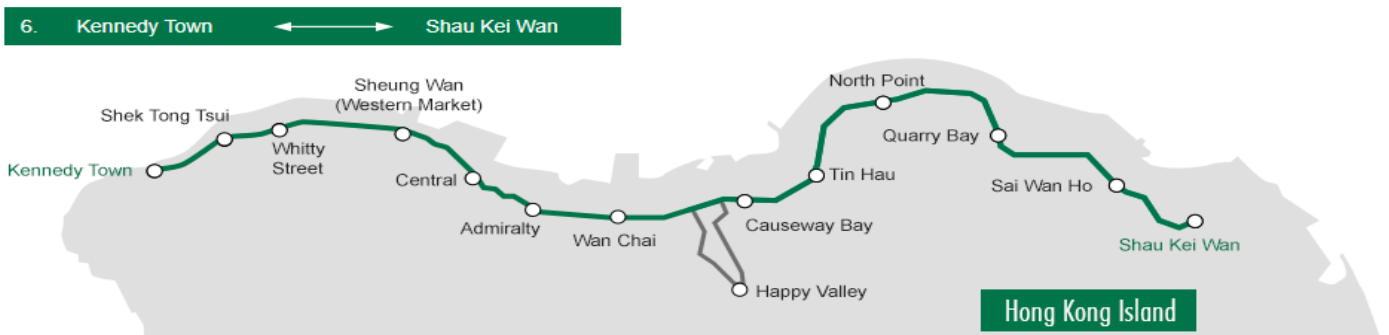 6. Kennedy Town Shau Kei Wan
Sheung Wan
(Western Market)
Shek Tong Tsui
Whitty
Street
Kennedy Town
Central
Admiralty
Wan Chai
Causeway Bay
Happy Valley
Tin Hau
North Point
Quarry Bay
Sai Wan Ho
Shau Kei Wan
Hong Kong Island